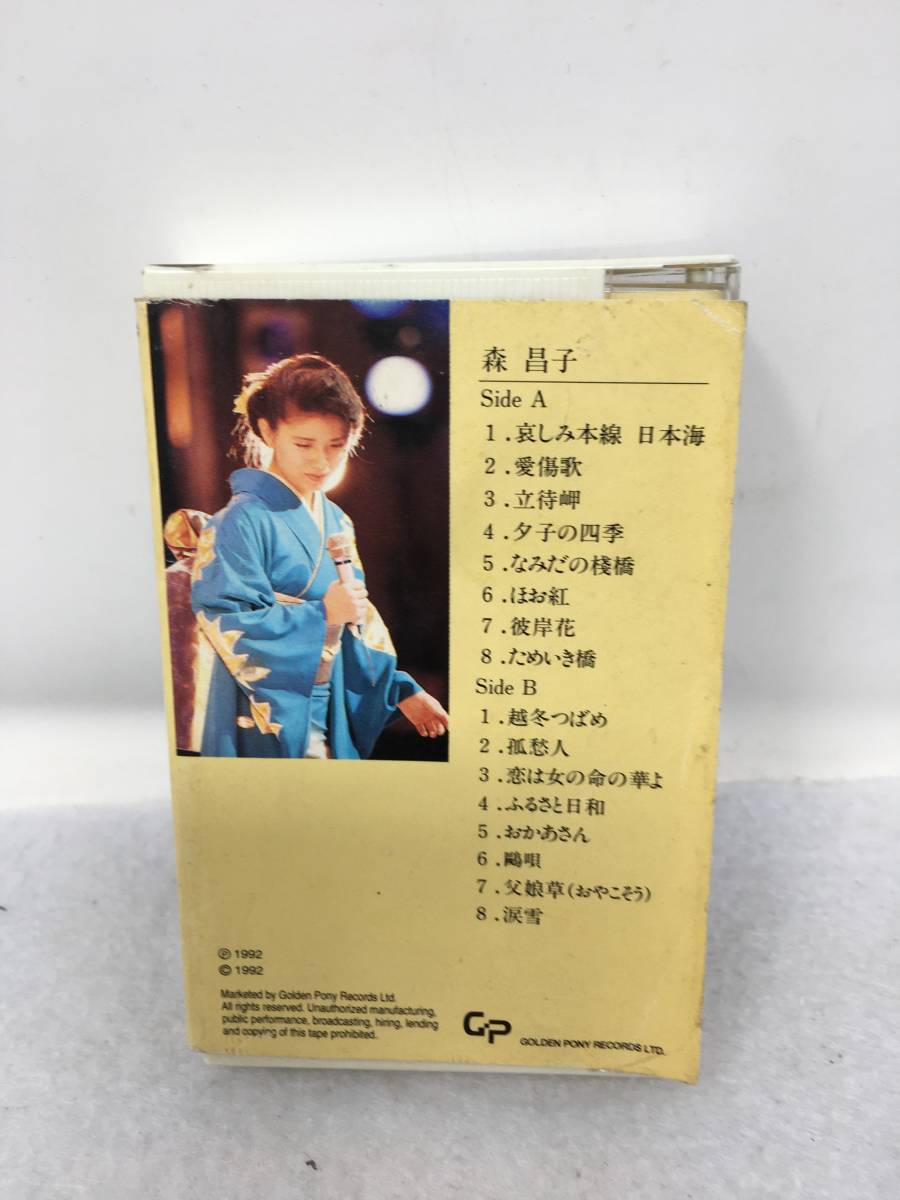 森 昌子
Side A
1.哀しみ本線 日本海
2.愛傷歌
3.立待岬
4.夕子の四季
5.なみだの棧橋
6.ほお紅
7.彼岸花
8.ためいき橋
Side B
1.越冬つばめ
2.孤愁人
3.恋は女の命の華よ
4.ふるさと日和
5.おかあさん
6.鷗唄
7.父娘草(おやこそう)
8.涙雪
℗ 1992
© 1992
Marketed by Golden Pony Records Ltd.
All rights reserved. Unauthorized manufacturing,
public performance, broadcasting, hiring, lending
and copying of this tape prohibited.
GP
GOLDEN PONY RECORDS LTD.